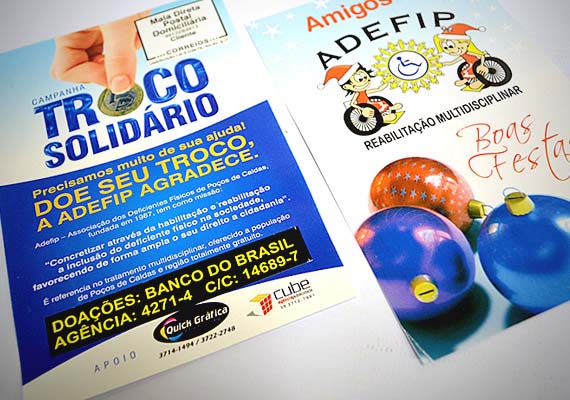 Mala Direta
Postal
Domiciliária
Cliente
CORREIOS
CAMPANHA
TROCO
SOLIDÁRIO
Precisamos muito de sua ajuda!
DOE SEU TROCO,
A ADEFIP AGRADECE.
Adefip – Associação dos Deficientes Físicos de Poços de Caldas,
fundada em 1987, tem como missão:
“Concretizar através da habilitação e reabilitação
a inclusão do deficiente físico na sociedade,
favorecendo de forma ampla o seu direito a cidadania”.
É referencia no tratamento multidisciplinar, oferecido a população
de Poços de Caldas e região totalmente gratuito.
DOAÇÕES: BANCO DO BRASIL
AGÊNCIA: 4271-4 C/C: 14689-7
APOIO
Quick Gráfica
3714-1494 / 3722-2748
cube
Amigos
ADEFIP
REABILITAÇÃO MULTIDISCIPLINAR
Boas
Festas